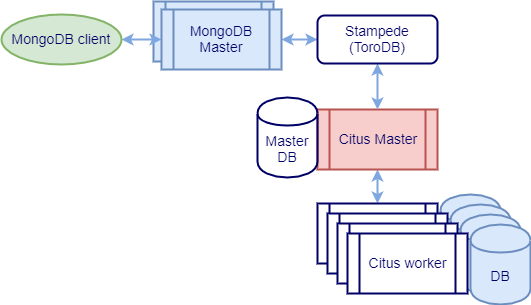 MongoDB client
MongoDB
Master
Stampede
(ToroDB)
Master
DB
Citus Master
Citus worker
DB